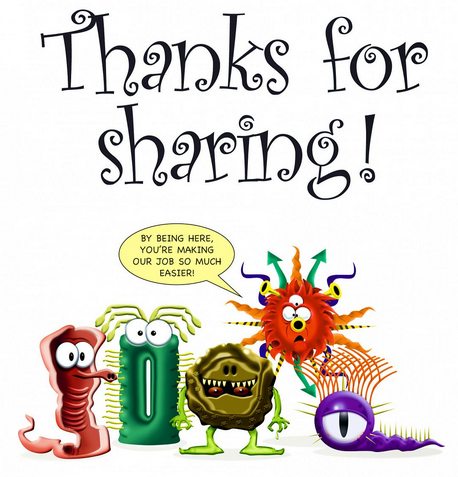 Thanks for
sharing!
BY BEING HERE,
YOU'RE MAKING
OUR JOB SO MUCH
EASIER!